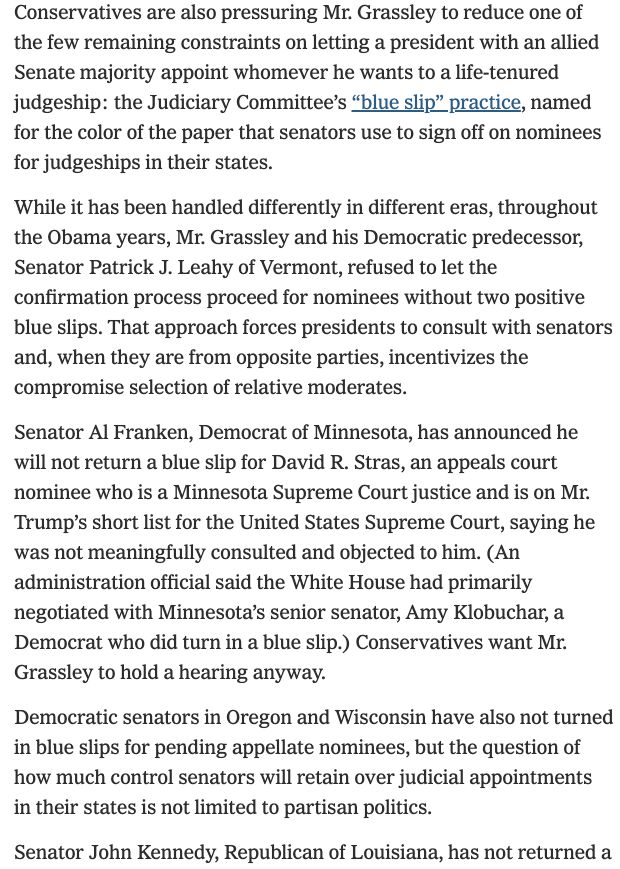 Conservatives are also pressuring Mr. Grassley to reduce one of
the few remaining constraints on letting a president with an allied
Senate majority appoint whomever he wants to a life-tenured
judgeship: the Judiciary Committee’s “blue slip” practice, named
for the color of the paper that senators use to sign off on nominees
for judgeships in their states.
While it has been handled differently in different eras, throughout
the Obama years, Mr. Grassley and his Democratic predecessor,
Senator Patrick J. Leahy of Vermont, refused to let the
confirmation process proceed for nominees without two positive
blue slips. That approach forces presidents to consult with senators
and, when they are from opposite parties, incentivizes the
compromise selection of relative moderates.
Senator Al Franken, Democrat of Minnesota, has announced he
will not return a blue slip for David R. Stras, an appeals court
nominee who is a Minnesota Supreme Court justice and is on Mr.
Trump’s short list for the United States Supreme Court, saying he
was not meaningfully consulted and objected to him. (An
administration official said the White House had primarily
negotiated with Minnesota’s senior senator, Amy Klobuchar, a
Democrat who did turn in a blue slip.) Conservatives want Mr.
Grassley to hold a hearing anyway.
Democratic senators in Oregon and Wisconsin have also not turned
in blue slips for pending appellate nominees, but the question of
how much control senators will retain over judicial appointments
in their states is not limited to partisan politics.
Senator John Kennedy, Republican of Louisiana, has not returned a